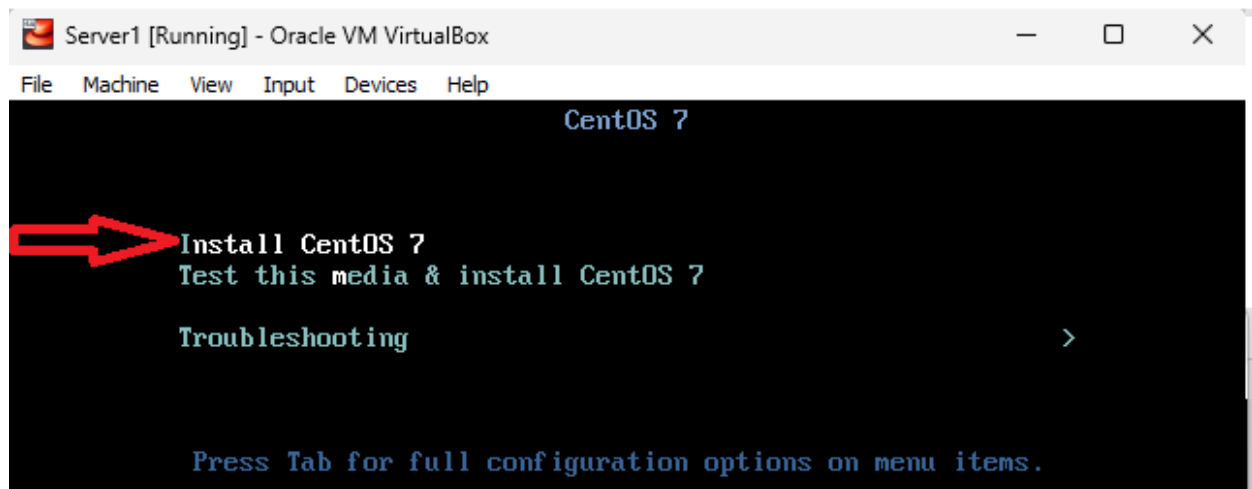 Server1 [Running] - Oracle VM VirtualBox
File Machine View Input Devices Help
CentOS 7
Install CentOS 7
Test this media & install CentOS 7
Troubleshooting >
Press Tab for full configuration options on menu items.